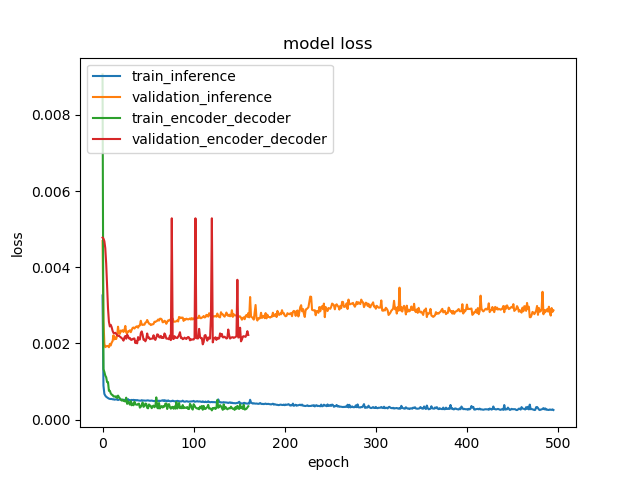 model loss
train_inference
validation_inference
train_encoder_decoder
validation_encoder_decoder
0.008
0.006
0.004
0.002
0.000
loss
0 100 200 300 400 500
epoch